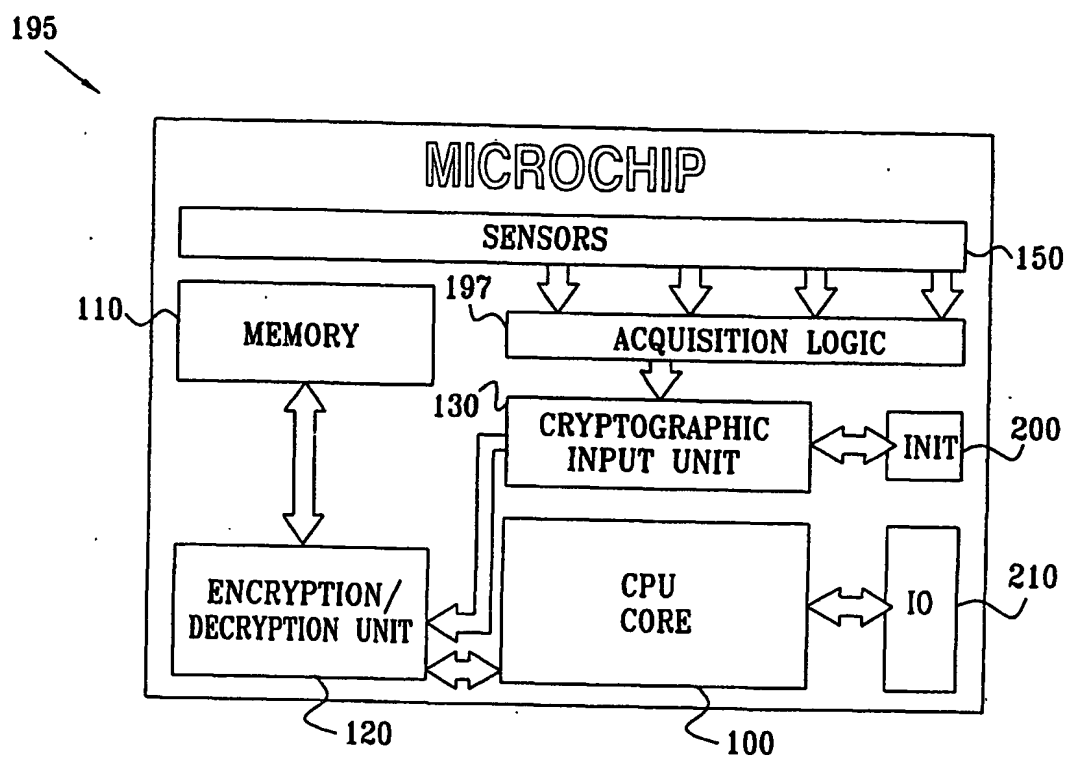 195
MICROCHIP
SENSORS
150
110
MEMORY
197
ACQUISITION LOGIC
130
CRYPTOGRAPHIC
INPUT UNIT
INIT
200
ENCRYPTION/
DECRYPTION UNIT
CPU
CORE
IO
210
120
100